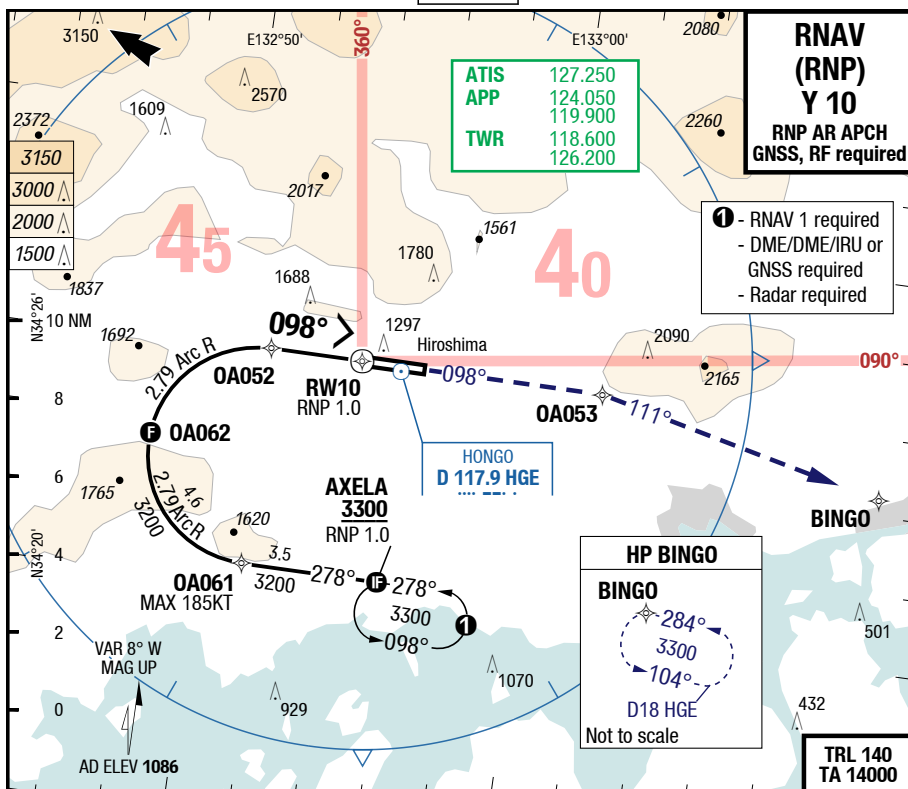 3150
E132°50'
360°
E133°00'
2080
RNAV
(RNP)
Y 10
RNP AR APCH
GNSS, RF required
ATIS 127.250
APP 124.050
119.900
TWR 118.600
126.200
2570
1609
2372
2260
3150
3000
2000
1500
2017
45
40
1561
1780
1837
1688
❶ - RNAV 1 required
- DME/DME/IRU or
GNSS required
- Radar required
N34°26'
10 NM
1692
098°
1297
Hiroshima
2090
2165
090°
2.79 Arc R
OA052
RW10
RNP 1.0
098°
OA053
111°
8
F OA062
HONGO
D 117.9 HGE
6
1765
4.6
2.79 Arc R
3200
AXELA
3300
RNP 1.0
BINGO
1620
3.5
N34°20'
4
OA061
MAX 185KT
3200
278°
IF
278°
3300
098°
1
HP BINGO
BINGO
284°
3300
104°
D18 HGE
Not to scale
2
VAR 8° W
MAG UP
501
1070
929
432
0
AD ELEV 1086
TRL 140
TA 14000